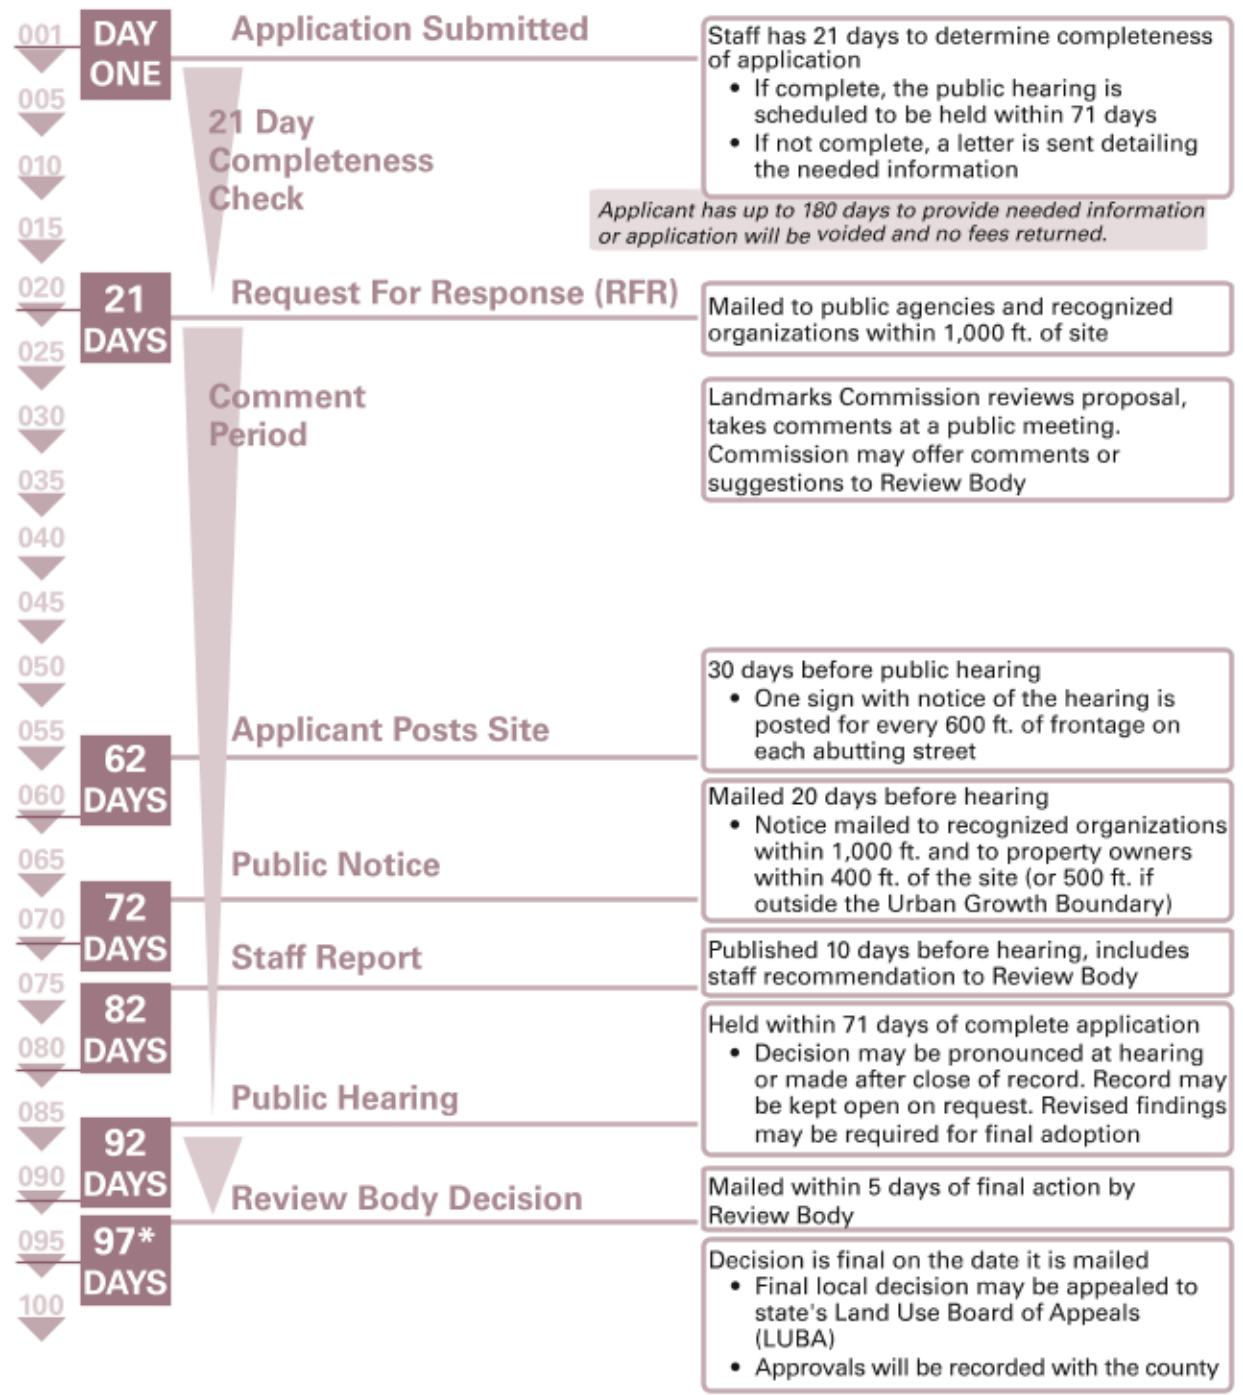 001
DAY
ONE
Application Submitted
Staff has 21 days to determine completeness
of application
• If complete, the public hearing is
scheduled to be held within 71 days
• If not complete, a letter is sent detailing
the needed information
005
21 Day
Completeness
Check
010
Applicant has up to 180 days to provide needed information
or application will be voided and no fees returned.
015
020
21
DAYS
Request For Response (RFR)
Mailed to public agencies and recognized
organizations within 1,000 ft. of site
025
Comment
Period
Landmarks Commission reviews proposal,
takes comments at a public meeting.
Commission may offer comments or
suggestions to Review Body
030
035
040
045
050
30 days before public hearing
• One sign with notice of the hearing is
posted for every 600 ft. of frontage on
each abutting street
055
62
DAYS
Applicant Posts Site
060
Mailed 20 days before hearing
• Notice mailed to recognized organizations
within 1,000 ft. and to property owners
within 400 ft. of the site (or 500 ft. if
outside the Urban Growth Boundary)
065
Public Notice
72
DAYS
070
Staff Report
Published 10 days before hearing, includes
staff recommendation to Review Body
075
82
DAYS
080
Held within 71 days of complete application
• Decision may be pronounced at hearing
or made after close of record. Record may
be kept open on request. Revised findings
may be required for final adoption
085
Public Hearing
92
DAYS
090
Review Body Decision
Mailed within 5 days of final action by
Review Body
095
97*
DAYS
100
Decision is final on the date it is mailed
• Final local decision may be appealed to
state's Land Use Board of Appeals
(LUBA)
• Approvals will be recorded with the county